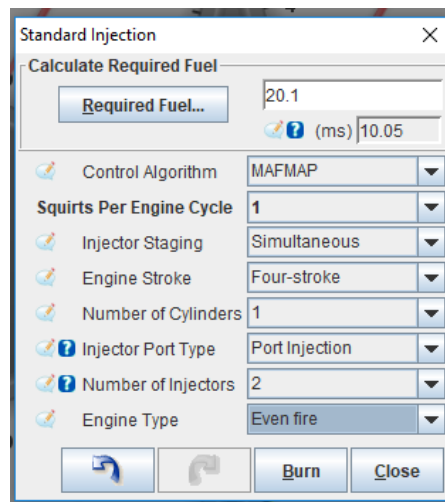 Standard Injection
Calculate Required Fuel
Required Fuel... 20.1
(ms) 10.05
Control Algorithm MAFMAP
Squirts Per Engine Cycle 1
Injector Staging Simultaneous
Engine Stroke Four-stroke
Number of Cylinders 1
Injector Port Type Port Injection
Number of Injectors 2
Engine Type Even fire
Burn Close